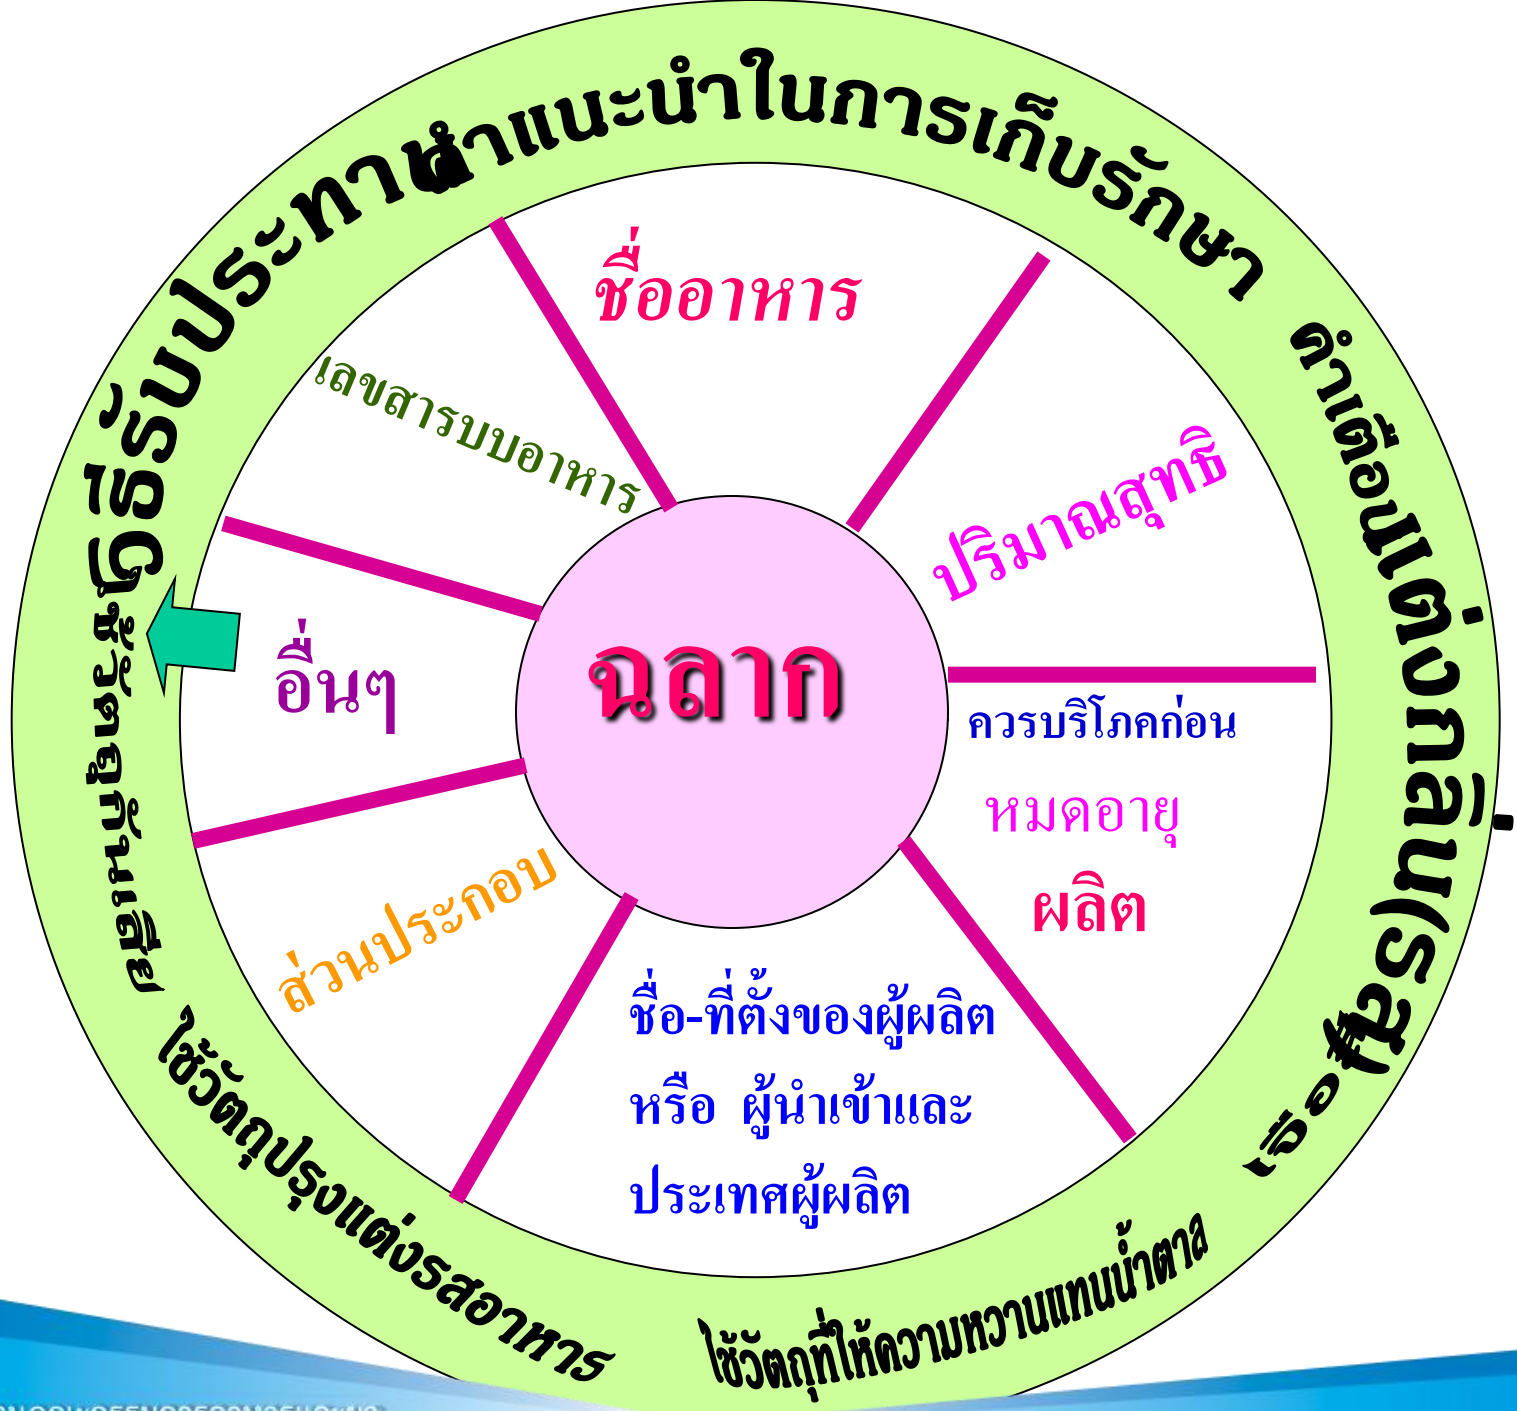 คำแนะนำในการเก็บรักษา
คำเตือน
แต่งกลิ่น(รส)
ใช้วัตถุที่ให้ความหวานแทนน้ำตาล
ใช้วัตถุปรุงแต่งรสอาหาร
ใช้วัตถุกันเสีย
วิธีรับประทาน
ชื่ออาหาร
ปริมาณสุทธิ
ควรบริโภคก่อน
หมดอายุ
ผลิต
ชื่อ-ที่ตั้งของผู้ผลิต
หรือ ผู้นำเข้าและ
ประเทศผู้ผลิต
ส่วนประกอบ
อื่นๆ
เลขสารบบอาหาร
ฉลาก